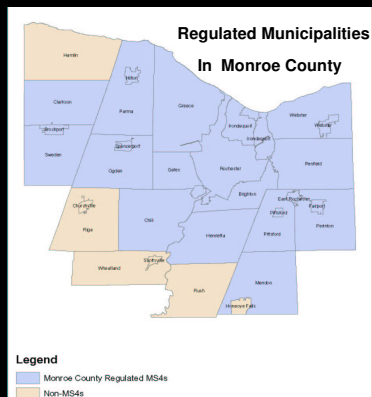 Regulated Municipalities
In Monroe County
Hamlin
Hilton
Clarkson
Parma
Greece
Irondequoit
Webster
Webster
Brockport
Irondequoit
Spencerport
Sweden
Ogden
Gates
Rochester
Penfield
Brighton
East Rochester
Churchville
Fairport
Pittsford
Riga
Chili
Henrietta
Pittsford
Perinton
Scottsville
Wheatland
Mendon
Rush
Honeoye Falls
Legend
Monroe County Regulated MS4s
Non-MS4s